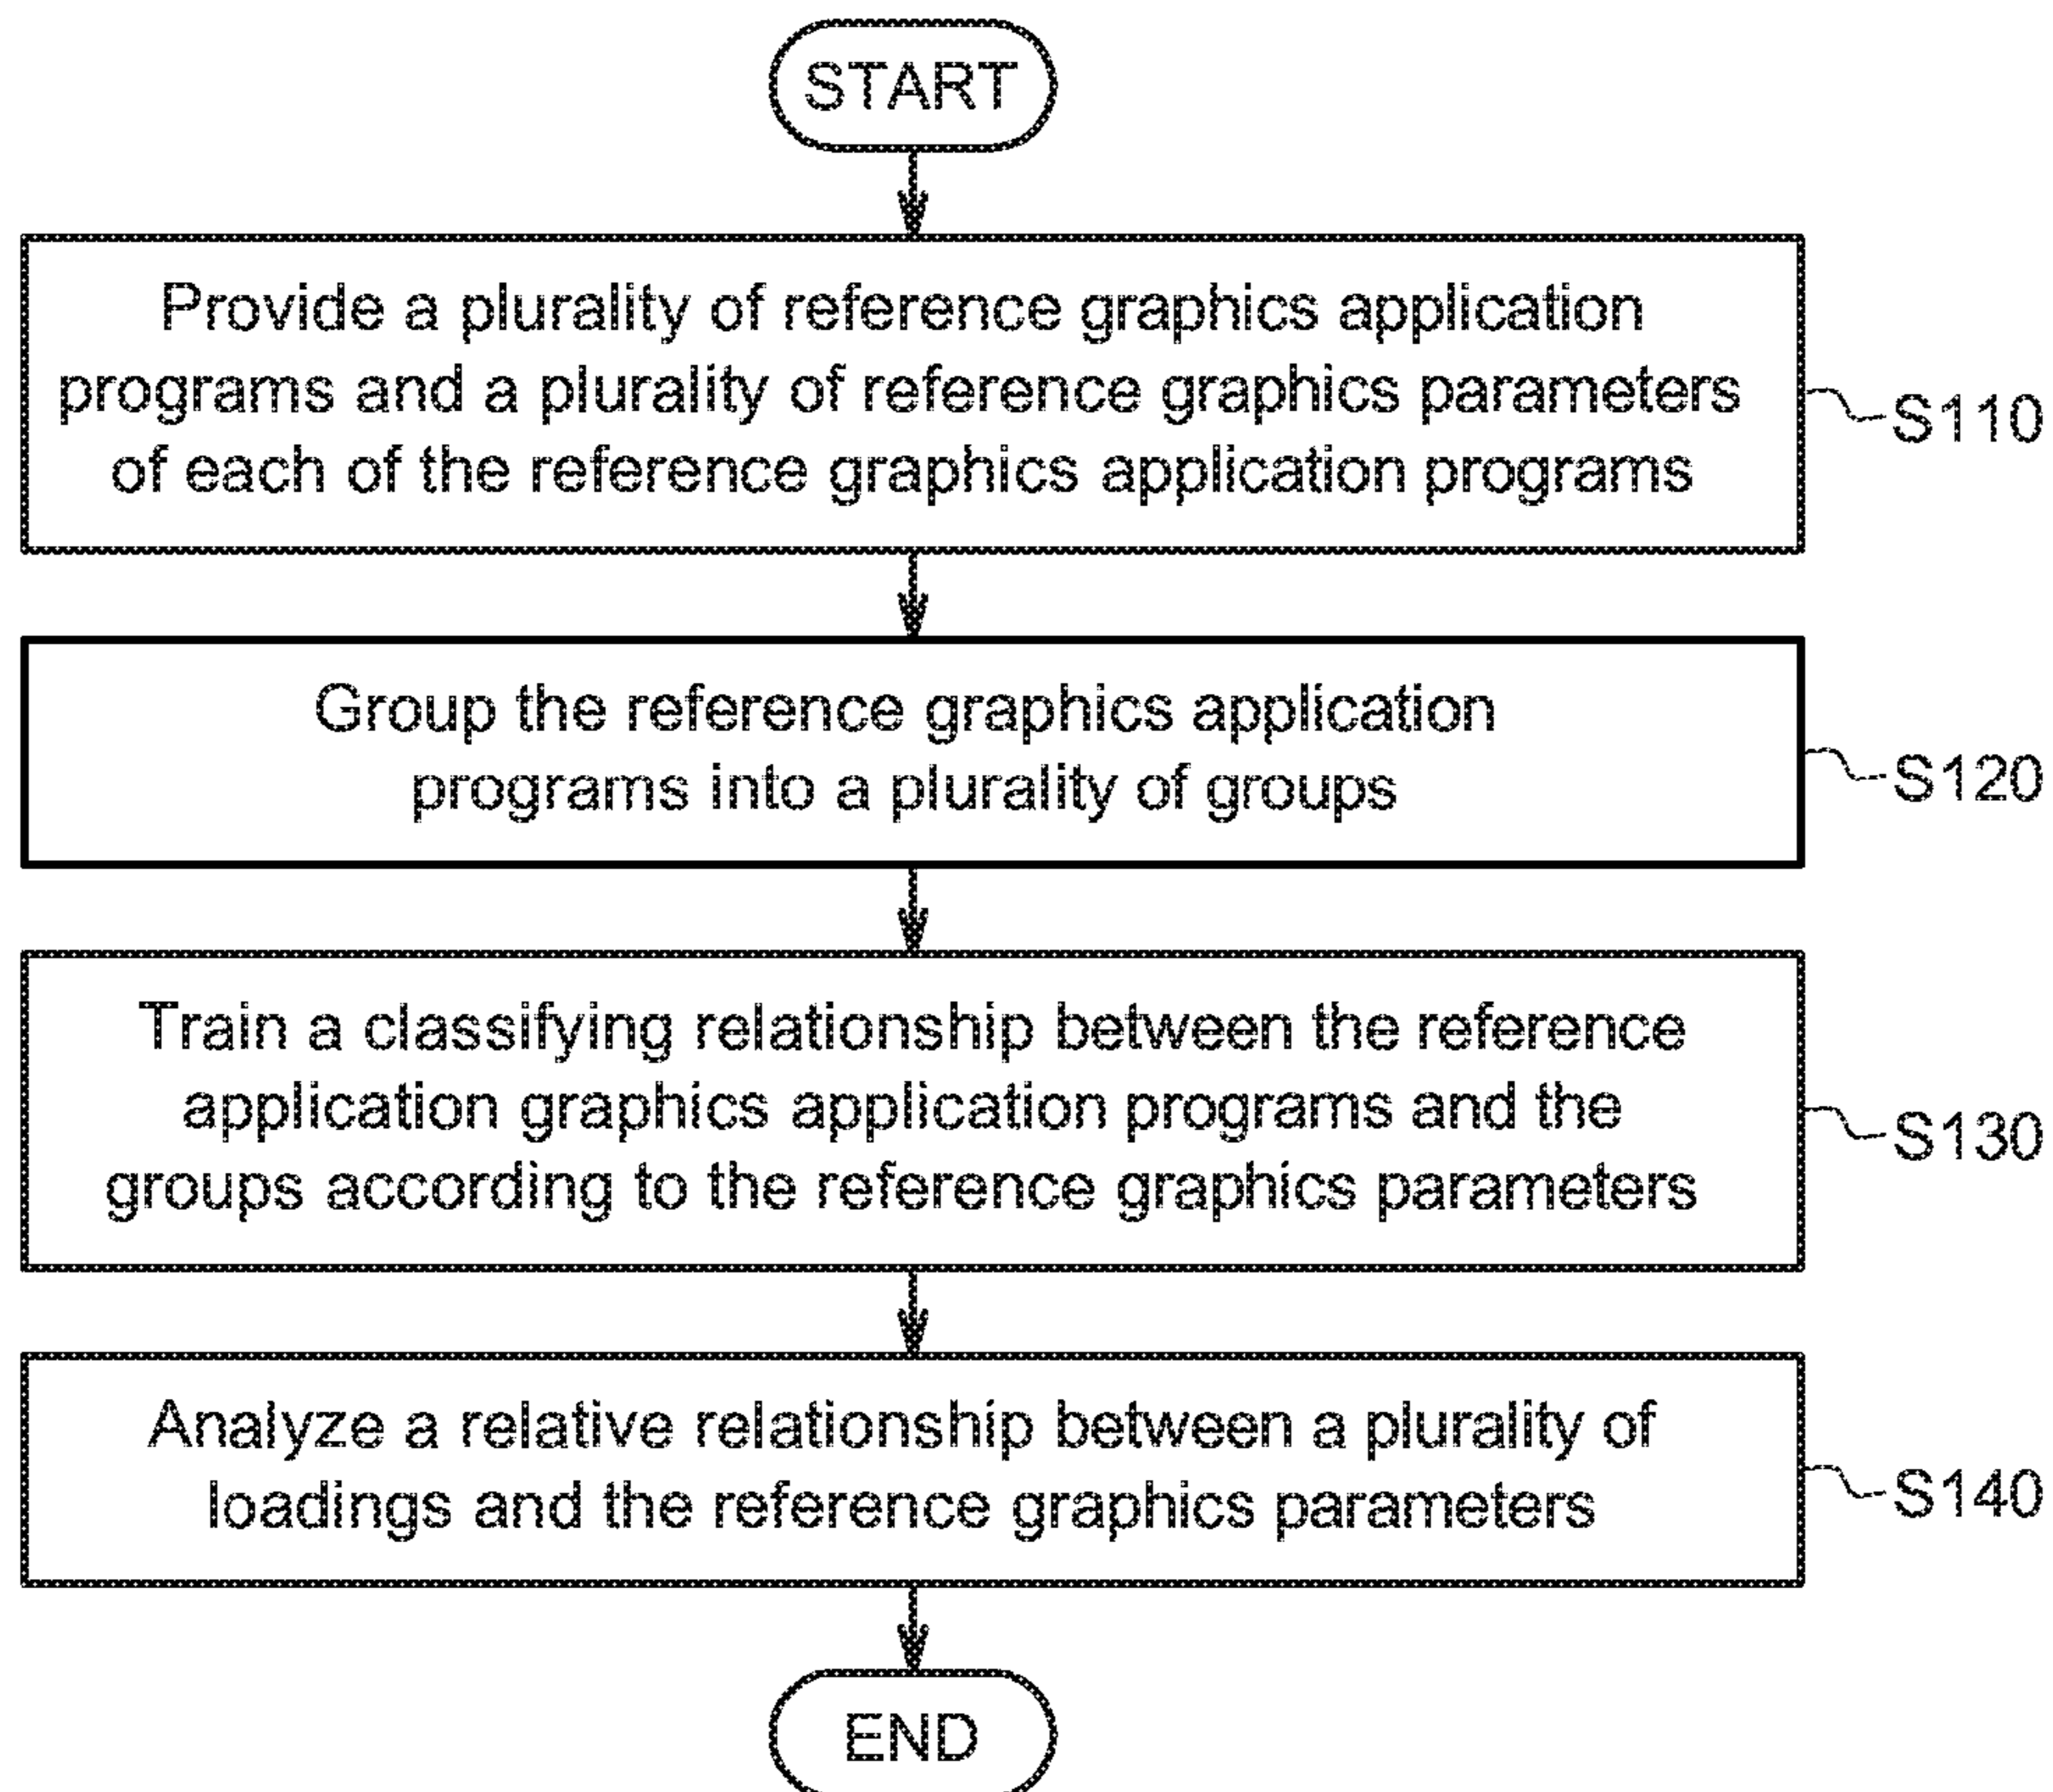 START
Provide a plurality of reference graphics application
programs and a plurality of reference graphics parameters
of each of the reference graphics application programs
S110
Group the reference graphics application
programs into a plurality of groups
S120
Train a classifying relationship between the reference
application graphics application programs and the
groups according to the reference graphics parameters
S130
Analyze a relative relationship between a plurality of
loadings and the reference graphics parameters
S140
END